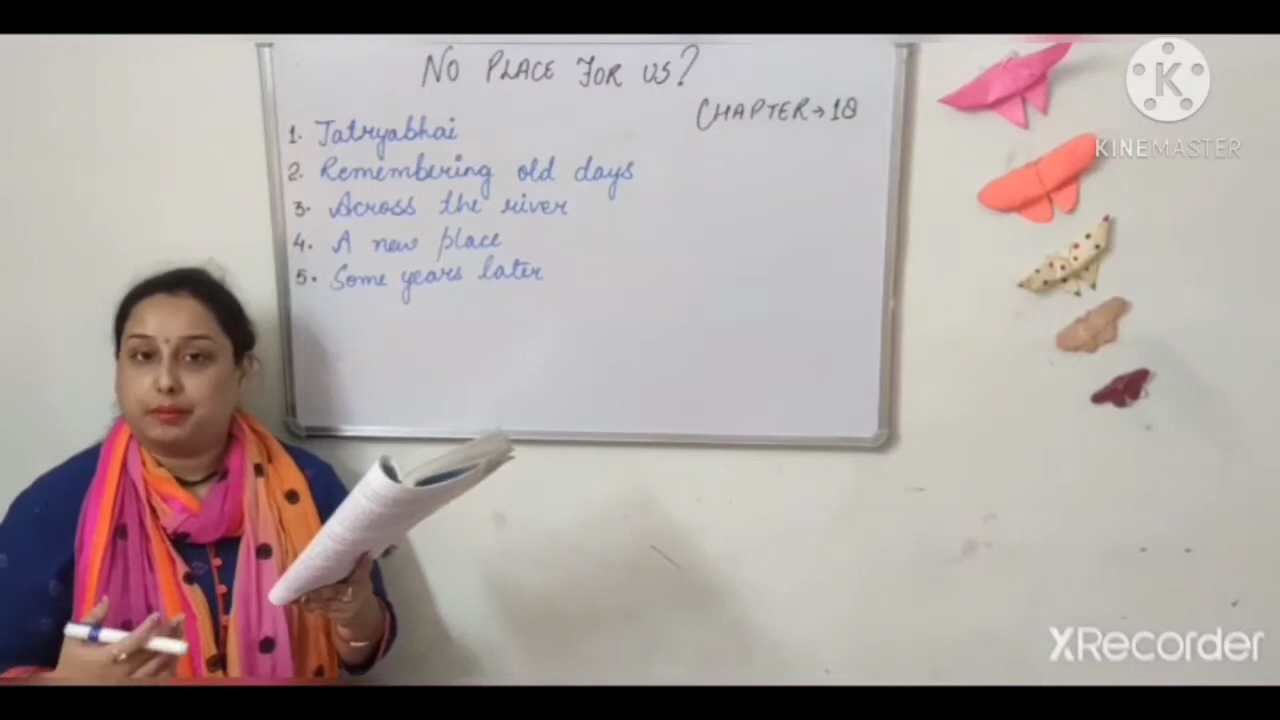 NO PLACE FOR US?
CHAPTER→18
1. Jatryabhai
2. Remembering old days
3. Across the river
4. A new place
5. Some years later
K
KINEMASTER
XRecorder